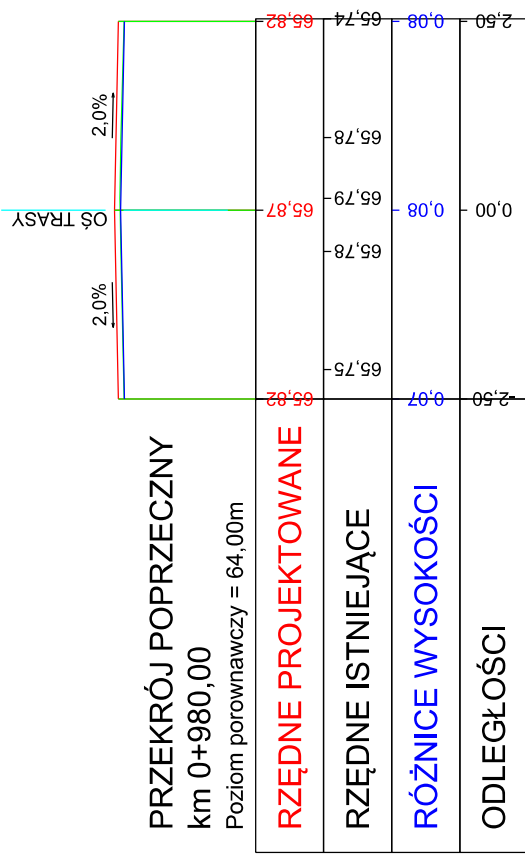 OŚ TRASY
2,0%
2,0%
PRZEKRÓJ POPRZECZNY
km 0+980,00
Poziom porownawczy = 64,00m
RZĘDNE PROJEKTOWANE
65,82
65,87
65,82
RZĘDNE ISTNIEJĄCE
65,75
65,78
65,79
65,78
65,74
RÓŻNICE WYSOKOŚCI
0,07
0,08
0,08
ODLEGŁOŚCI
-2,50
0,00
2,50